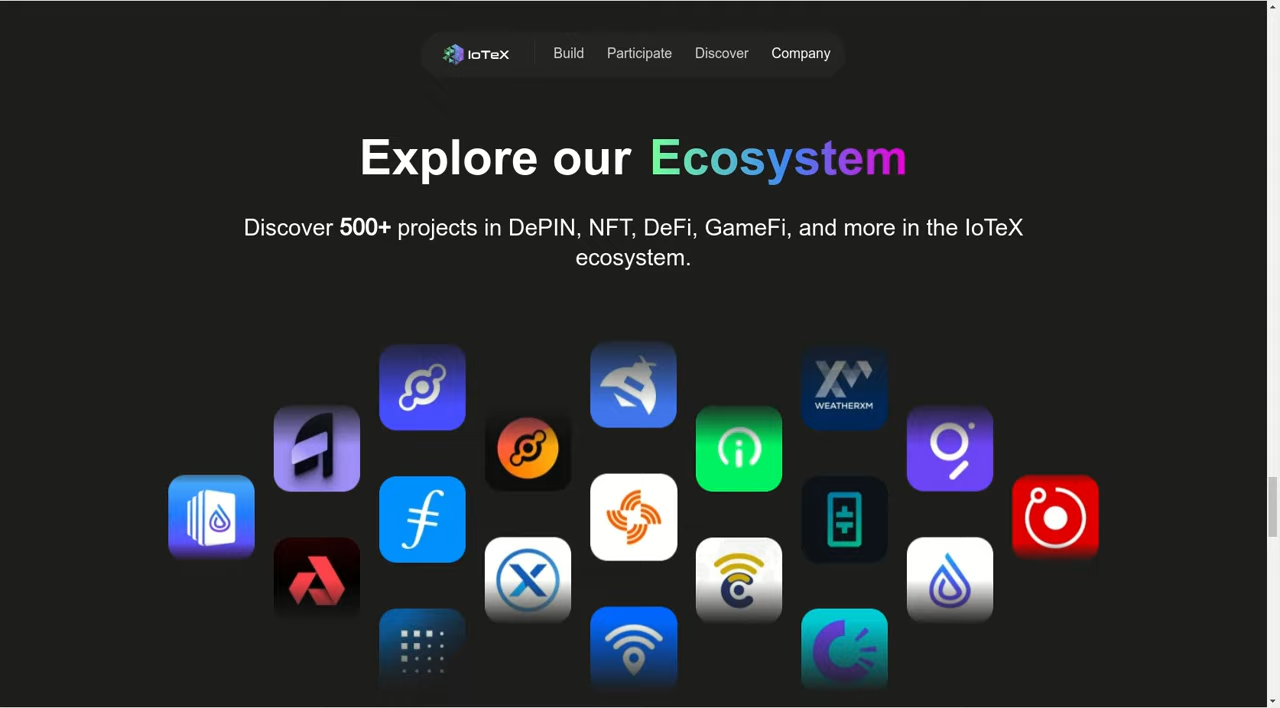 IoTeX
Build
Participate
Discover
Company
Explore our Ecosystem
Discover 500+ projects in DePIN, NFT, DeFi, GameFi, and more in the IoTeX
ecosystem.
XM
WEATHERXM